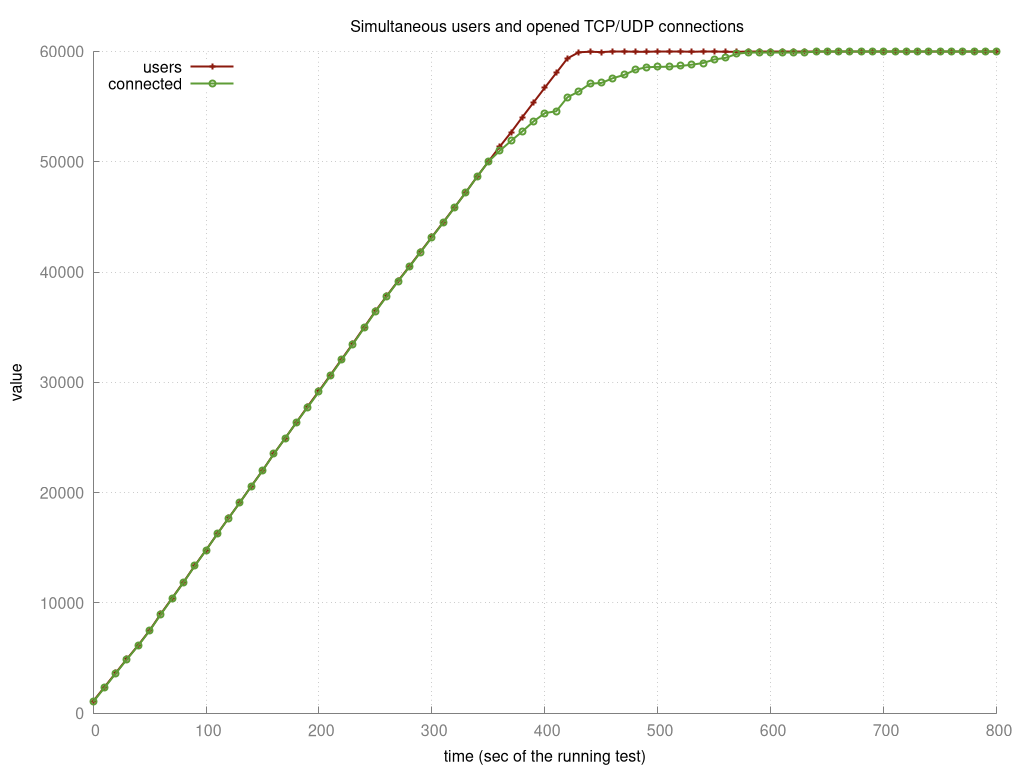 Simultaneous users and opened TCP/UDP connections
60000
50000
40000
30000
20000
10000
0
users
connected
value
0 100 200 300 400 500 600 700 800
time (sec of the running test)